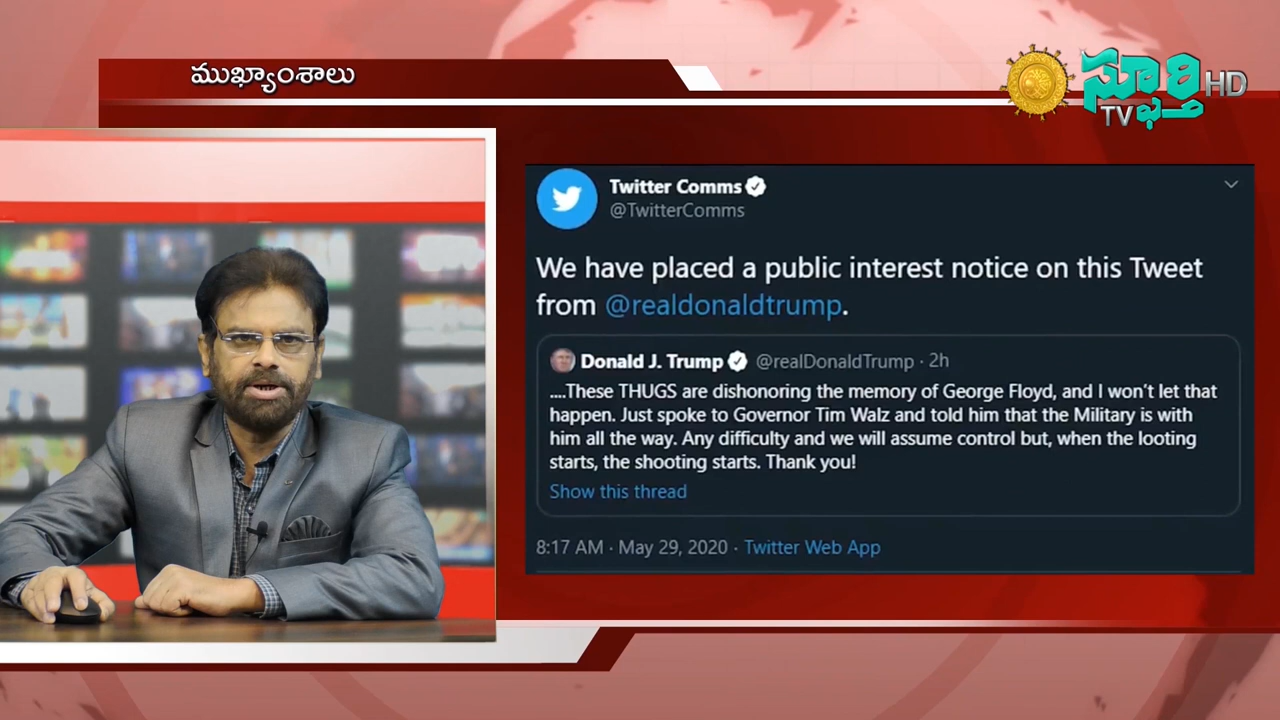 ముఖ్యాంశాలు
స్ఫూర్తి
TV
HD
Twitter Comms
@TwitterComms
We have placed a public interest notice on this Tweet
from @realdonaldtrump.
Donald J. Trump @realDonaldTrump · 2h
....These THUGS are dishonoring the memory of George Floyd, and I won't let that
happen. Just spoke to Governor Tim Walz and told him that the Military is with
him all the way. Any difficulty and we will assume control but, when the looting
starts, the shooting starts. Thank you!
Show this thread
8:17 AM · May 29, 2020 · Twitter Web App